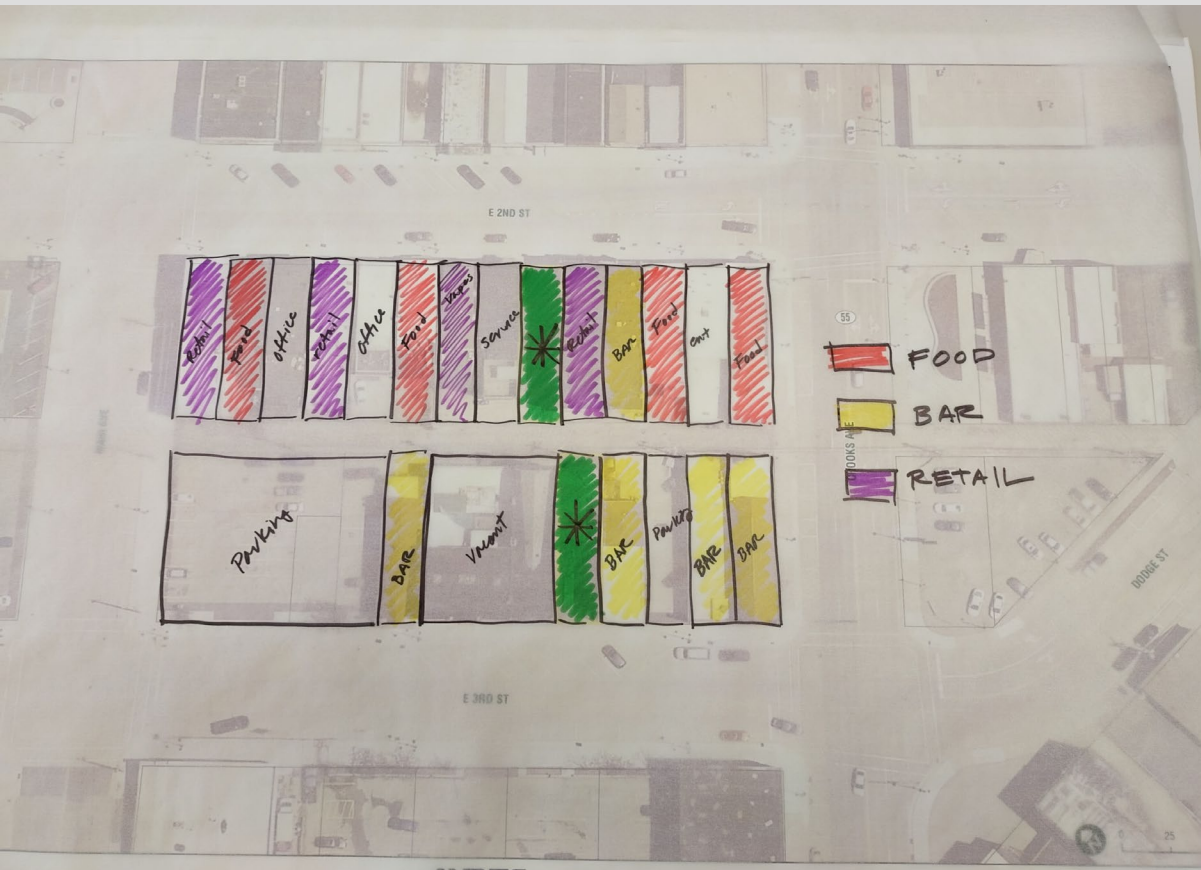 E 2ND ST
Retail
Food
office
retail
office
Food
Vapes
service
Retail
BAR
Food
ent
Food
55
FOOD
BAR
RETAIL
Parking
BAR
Vacant
BAR
Parking
BAR
BAR
DODGE ST
E 3RD ST
25